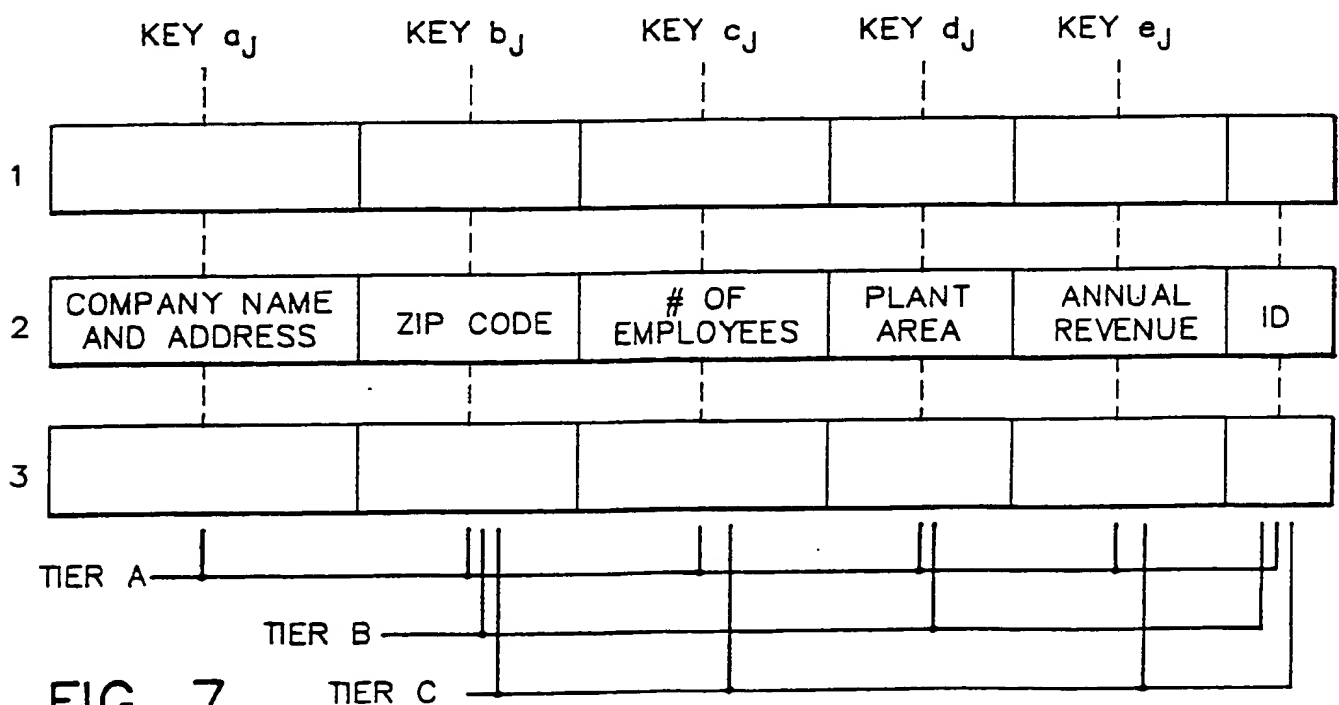 KEY aJ KEY bJ KEY cJ KEY dJ KEY eJ
1
2
COMPANY NAME
AND ADDRESS
ZIP CODE
# OF
EMPLOYEES
PLANT
AREA
ANNUAL
REVENUE
ID
3
TIER A
TIER B
TIER C
FIG. 7